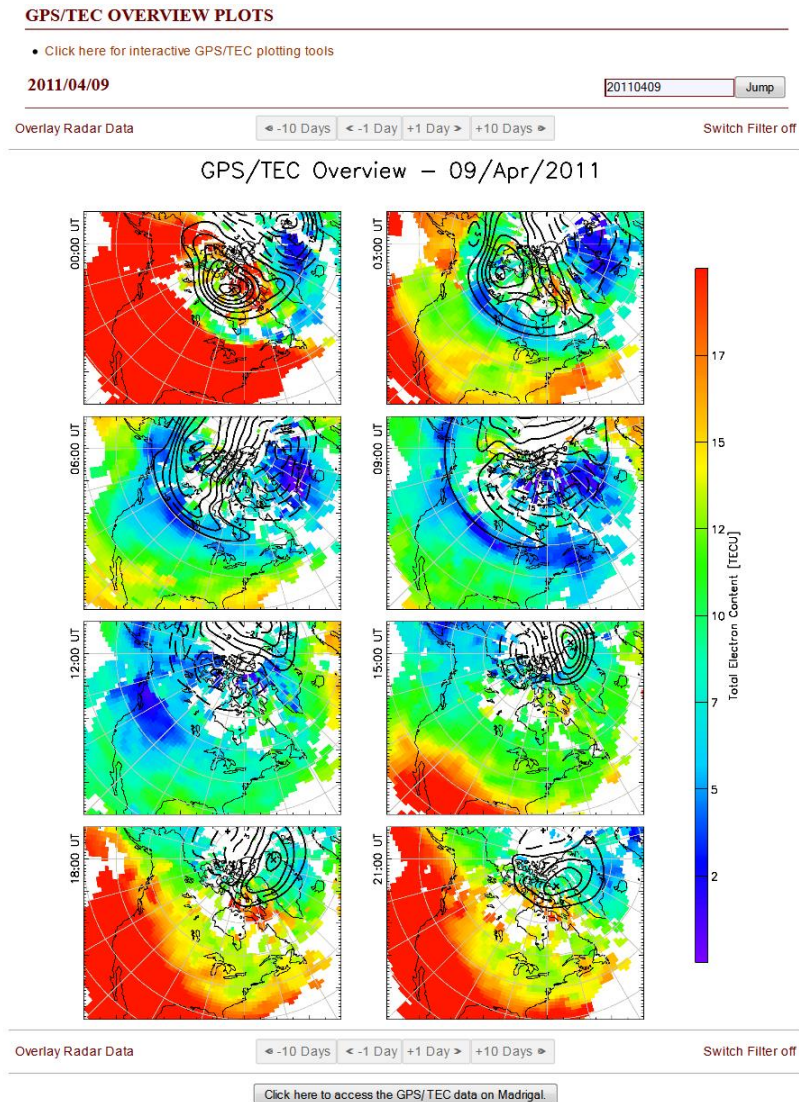 GPS/TEC OVERVIEW PLOTS
Click here for interactive GPS/TEC plotting tools
2011/04/09
20110409 Jump
Overlay Radar Data
-10 Days -1 Day +1 Day +10 Days
Switch Filter off
GPS/TEC Overview - 09/Apr/2011
00:00 UT
03:00 UT
06:00 UT
09:00 UT
12:00 UT
15:00 UT
18:00 UT
21:00 UT
17
15
12
10
7
5
2
Total Electron Content [TECU]
Overlay Radar Data
-10 Days -1 Day +1 Day +10 Days
Switch Filter off
Click here to access the GPS/TEC data on Madrigal.